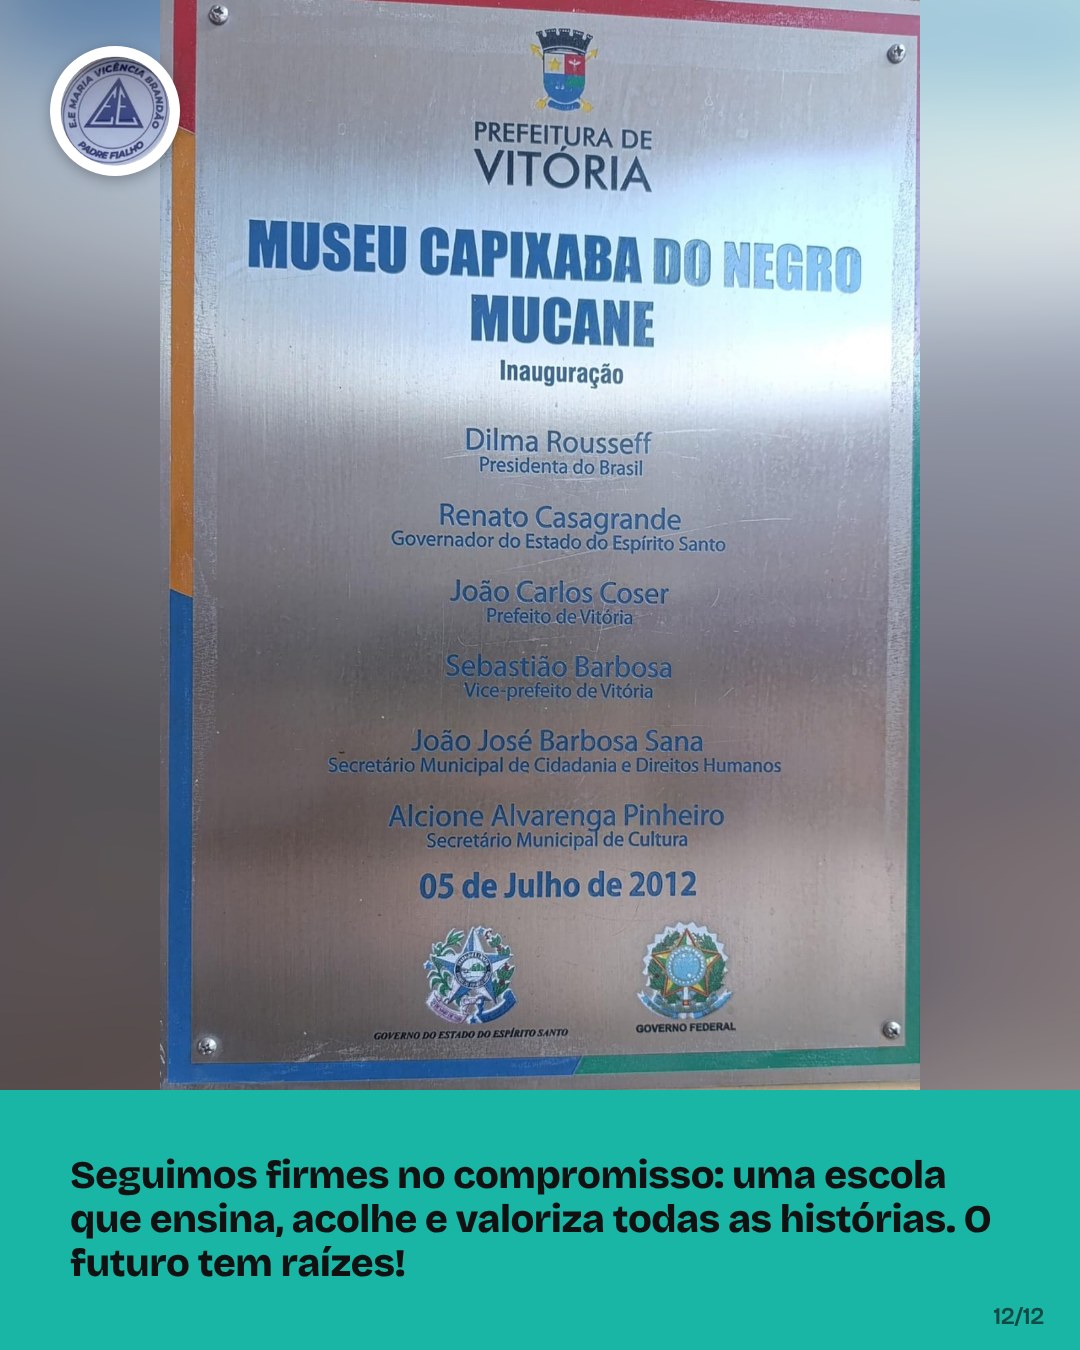 E.E MARIA VICÊNCIA BRANDÃO
EE
PADRE FIALHO
PREFEITURA DE
VITÓRIA
MUSEU CAPIXABA DO NEGRO
MUCANE
Inauguração
Dilma Rousseff
Presidenta do Brasil
Renato Casagrande
Governador do Estado do Espírito Santo
João Carlos Coser
Prefeito de Vitória
Sebastião Barbosa
Vice-prefeito de Vitória
João José Barbosa Sana
Secretário Municipal de Cidadania e Direitos Humanos
Alcione Alvarenga Pinheiro
Secretário Municipal de Cultura
05 de Julho de 2012
GOVERNO DO ESTADO DO ESPÍRITO SANTO
GOVERNO FEDERAL
Seguimos firmes no compromisso: uma escola
que ensina, acolhe e valoriza todas as histórias. O
futuro tem raízes!
12/12